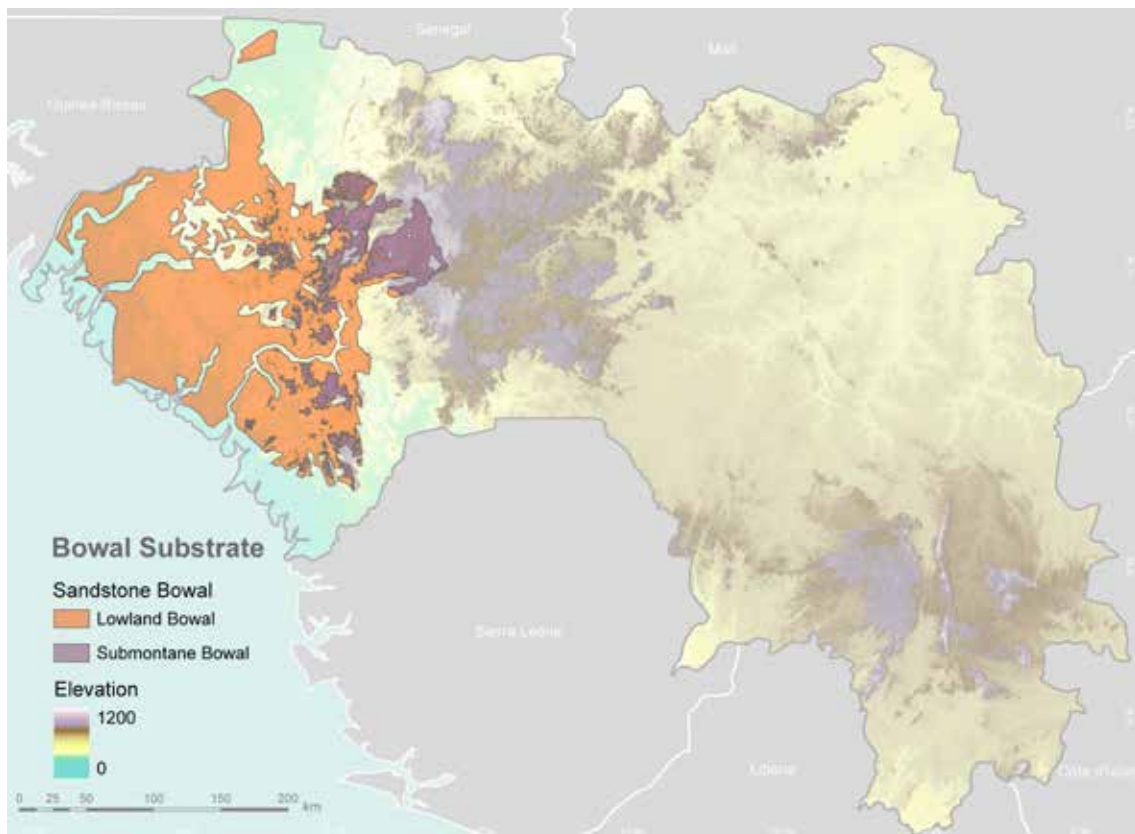 Senegal
Mali
Guinea-Bissau
Bowal Substrate
Sandstone Bowal
Lowland Bowal
Submontane Bowal
Sierra Leone
Elevation
1200
0
Liberia
0 25 50 100 150 200
km